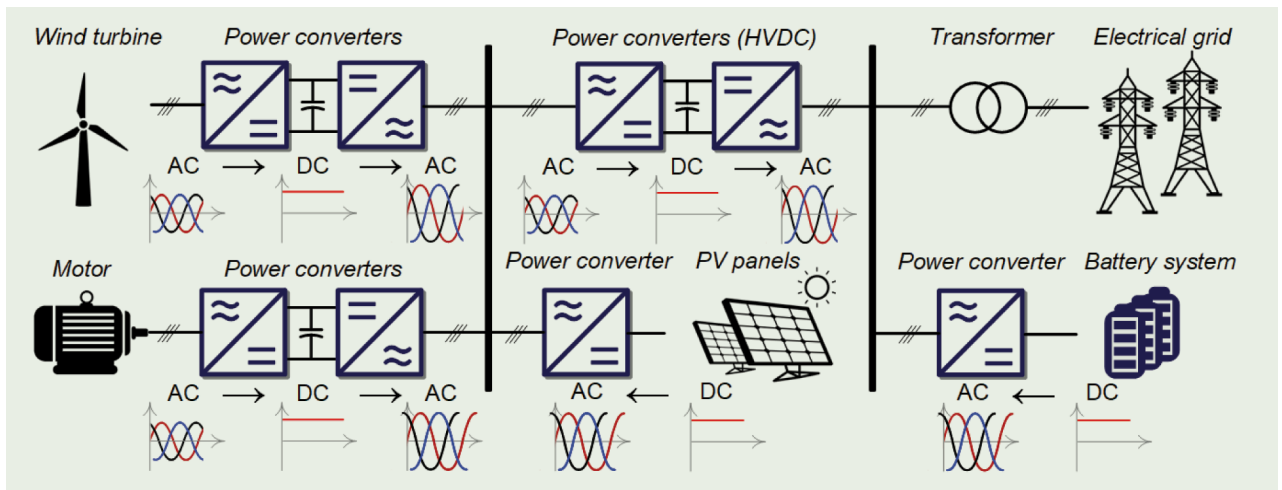 Wind turbine
Power converters
Power converters (HVDC)
Transformer
Electrical grid
AC → DC → AC
AC → DC → AC
Motor
Power converters
Power converter
PV panels
Power converter
Battery system
AC → DC → AC
AC ← DC
AC ← DC